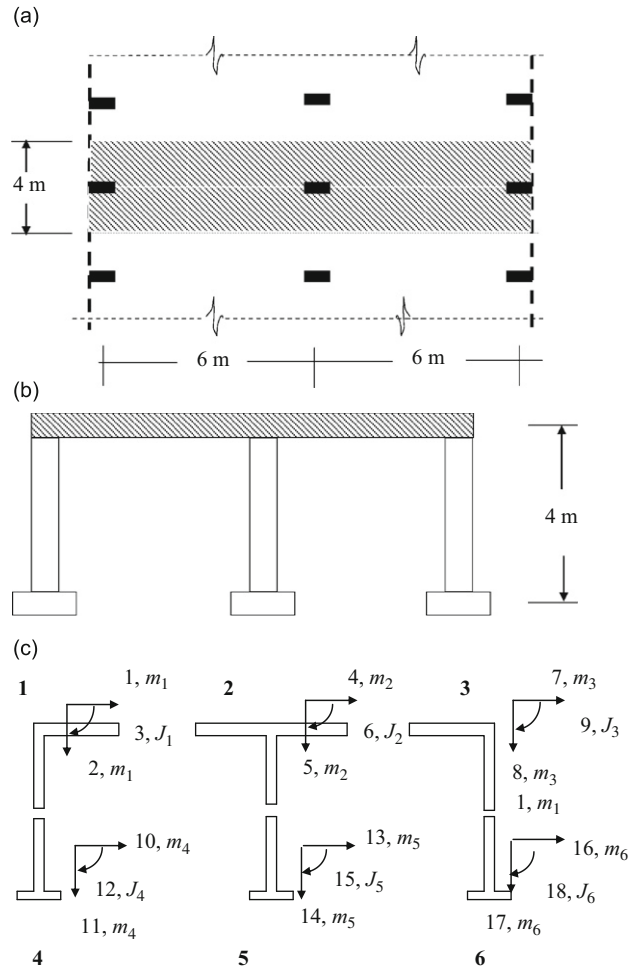 (a)
4 m
6 m
6 m
(b)
4 m
(c)
1
1, m₁
3, J₁
2, m₁
2
4, m₂
6, J₂
5, m₂
3
7, m₃
9, J₃
8, m₃
1, m₁
10, m₄
12, J₄
11, m₄
13, m₅
15, J₅
14, m₅
16, m₆
18, J₆
17, m₆
4
5
6